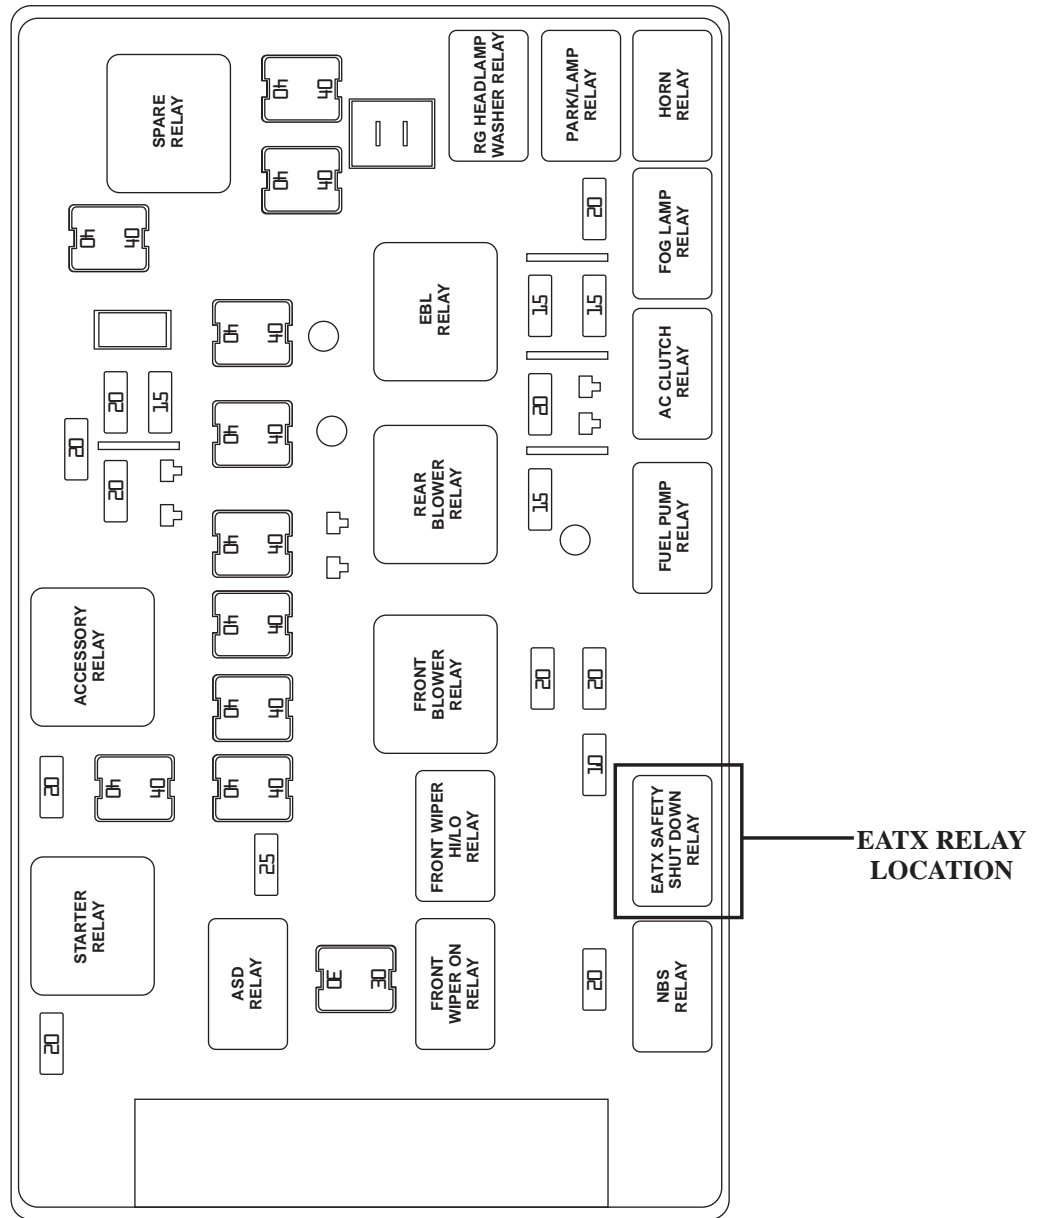 RG HEADLAMP
WASHER RELAY
PARK/LAMP
RELAY
HORN
RELAY
SPARE
RELAY
40
40
40
40
20
FOG LAMP
RELAY
40
40
EBL
RELAY
15
15
40
40
AC CLUTCH
RELAY
20
15
20
20
40
40
20
REAR
BLOWER
RELAY
15
FUEL PUMP
RELAY
40
40
ACCESSORY
RELAY
40
40
FRONT
BLOWER
RELAY
20
20
40
40
10
20
40
40
40
40
FRONT WIPER
HI/LO
RELAY
EATX SAFETY
SHUT DOWN
RELAY
EATX RELAY
LOCATION
25
STARTER
RELAY
ASD
RELAY
30
30
FRONT
WIPER ON
RELAY
20
NBS
RELAY
20